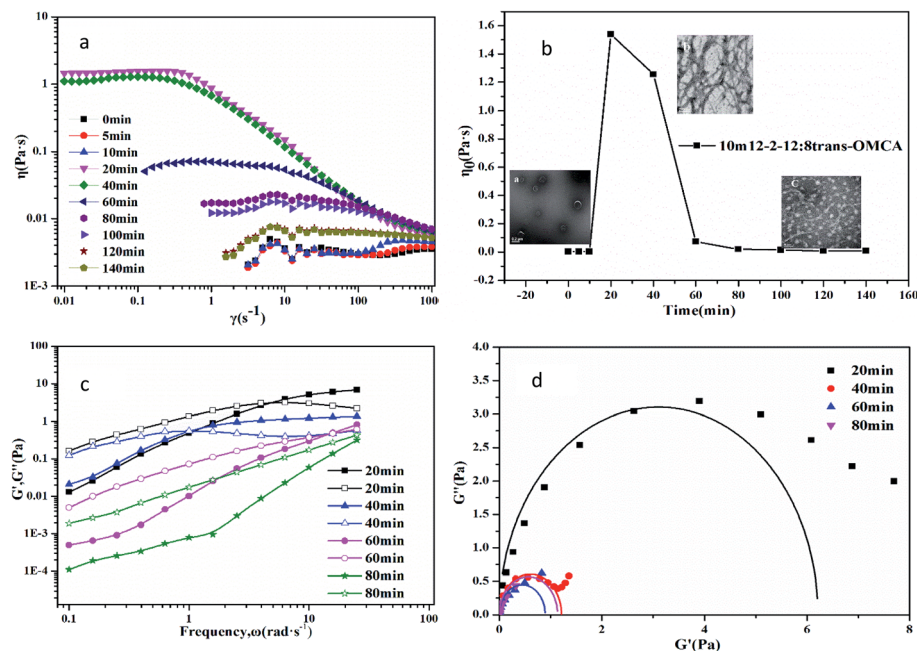 a
10
1
0.1
0.01
1E-3
η(Pa·s)
0min
5min
10min
20min
40min
60min
80min
100min
120min
140min
0.01 0.1 1 10 100
γ(s⁻¹)
b
1.6
1.4
1.2
1.0
0.8
0.6
0.4
0.2
0.0
-0.2
η₀(Pa·s)
b
10m12-2-12:8trans-OMCA
a
C
-20 0 20 40 60 80 100 120 140 160
Time(min)
c
100
10
1
0.1
0.01
1E-3
1E-4
G',G''(Pa)
20min
20min
40min
40min
60min
60min
80min
80min
0.1 1 10
Frequency,ω(rad·s⁻¹)
d
4.0
3.5
3.0
2.5
2.0
1.5
1.0
0.5
0.0
G''(Pa)
20min
40min
60min
80min
0 2 4 6 8
G'(Pa)